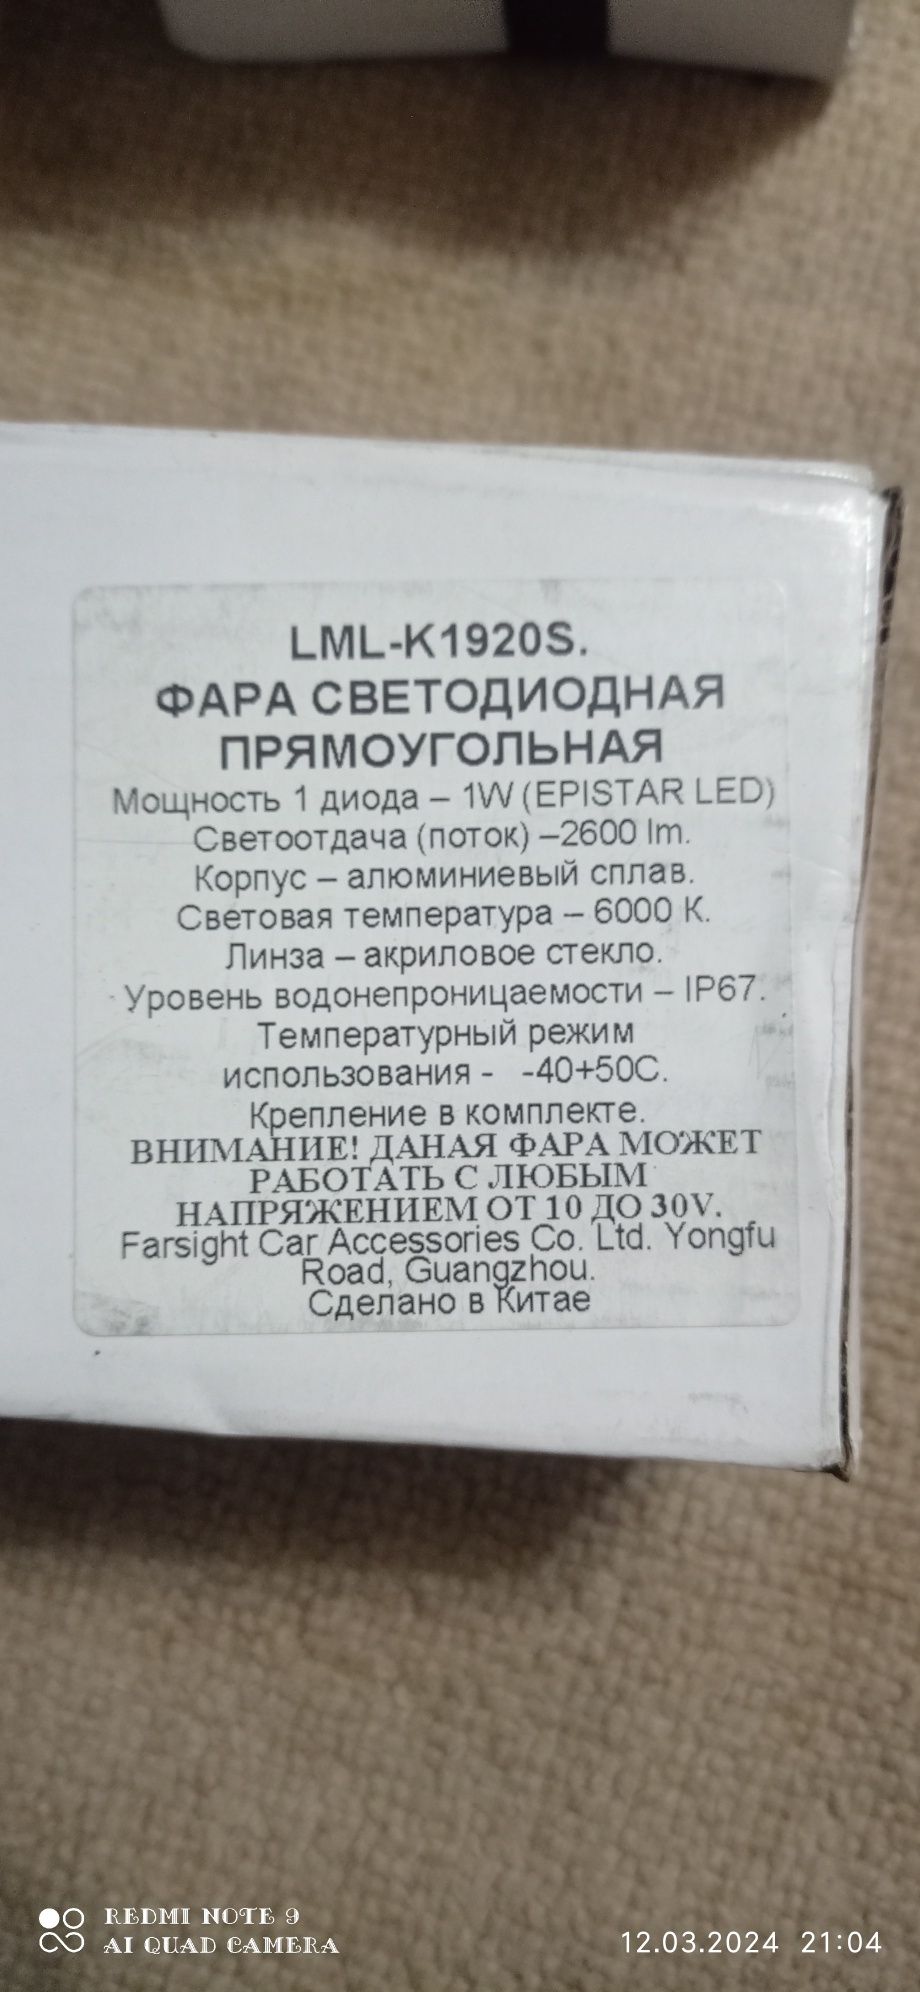 LML-K1920S.
ФАРА СВЕТОДИОДНАЯ
ПРЯМОУГОЛЬНАЯ
Мощность 1 диода – 1W (EPISTAR LED)
Светоотдача (поток) –2600 lm.
Корпус – алюминиевый сплав.
Световая температура – 6000 К.
Линза – акриловое стекло.
Уровень водонепроницаемости – IP67.
Температурный режим
использования - -40+50С.
Крепление в комплекте.
ВНИМАНИЕ! ДАНАЯ ФАРА МОЖЕТ
РАБОТАТЬ С ЛЮБЫМ
НАПРЯЖЕНИЕМ ОТ 10 ДО 30V.
Farsight Car Accessories Co. Ltd. Yongfu
Road, Guangzhou.
Сделано в Китае
REDMI NOTE 9
AI QUAD CAMERA
12.03.2024 21:04